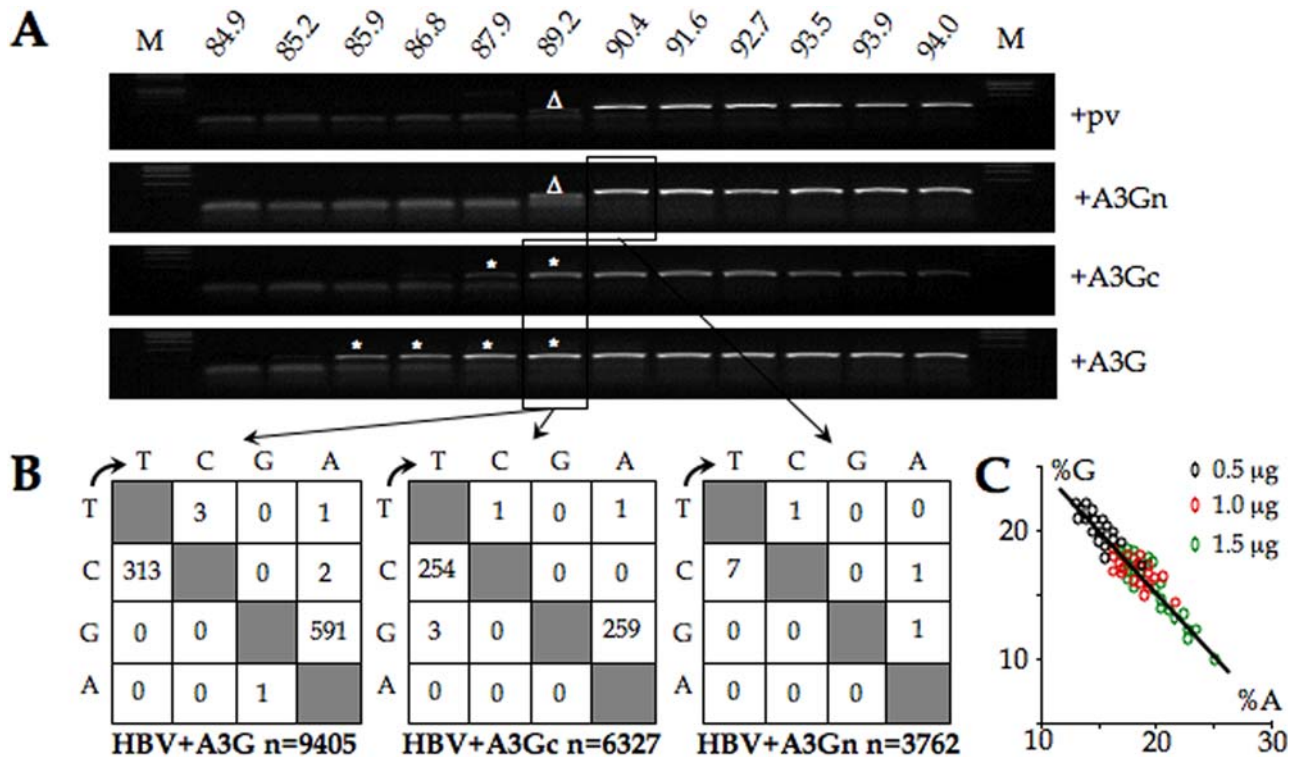 A
M 84.9 85.2 85.9 86.8 87.9 89.2 90.4 91.6 92.7 93.5 93.9 94.0 M
Δ +pv
Δ +A3Gn
* * +A3Gc
* * * * +A3G
B
T C G A
T 3 0 1
C 313 0 2
G 0 0 591
A 0 0 1
HBV+A3G n=9405
T C G A
T 1 0 1
C 254 0 0
G 3 0 259
A 0 0 0
HBV+A3Gc n=6327
T C G A
T 1 0 0
C 7 0 1
G 0 0 1
A 0 0 0
HBV+A3Gn n=3762
C
%G
0.5 µg
1.0 µg
1.5 µg
20
10
%A
10 20 30